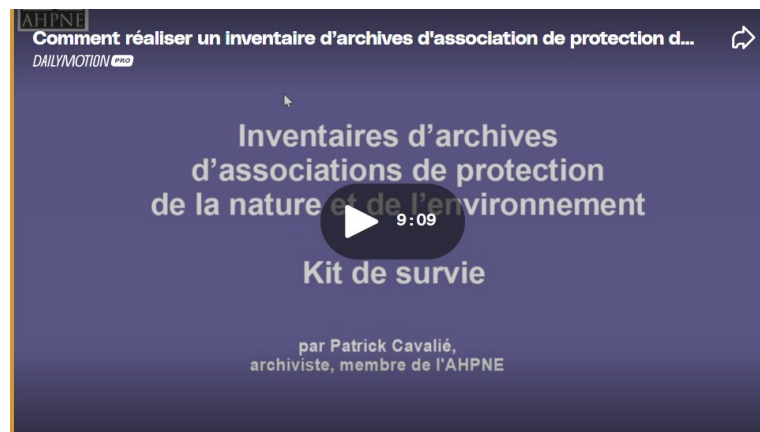 AHPNE
Comment réaliser un inventaire d’archives d'association de protection d...
DAILYMOTION PRO
Inventaires d’archives
d’associations de protection
de la nature et de l’environnement
9:09
Kit de survie
par Patrick Cavalié,
archiviste, membre de l'AHPNE